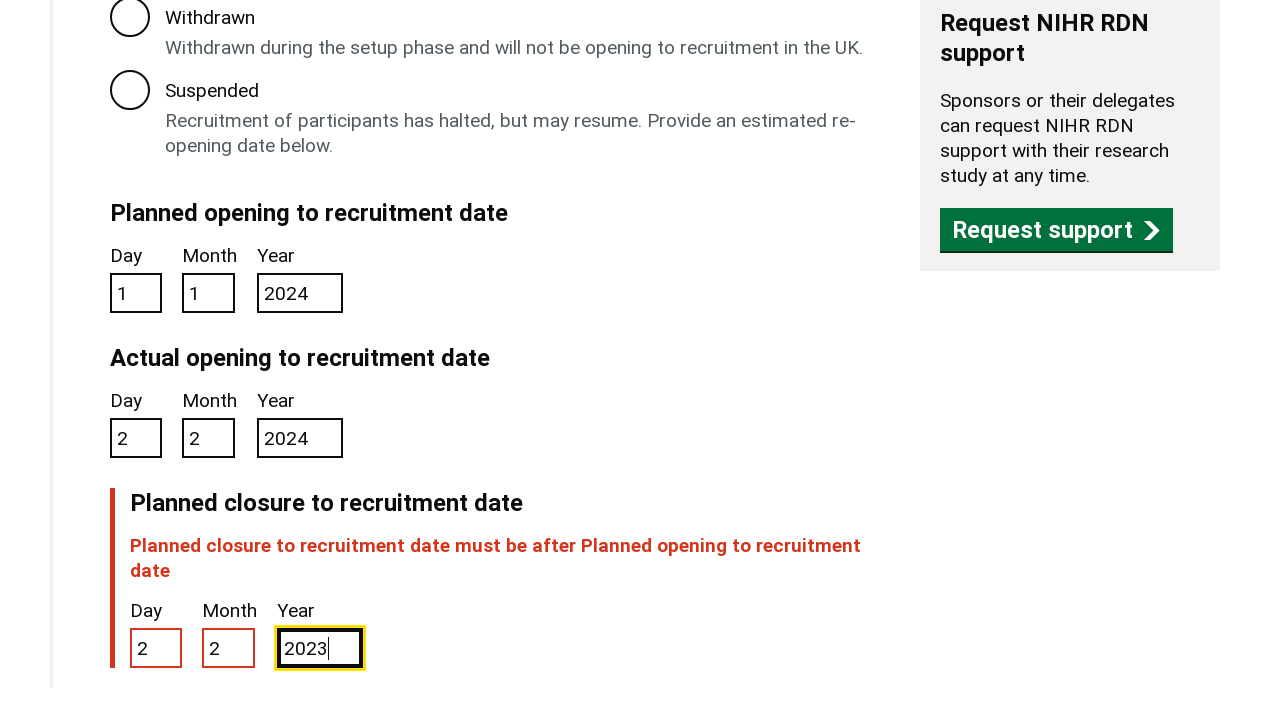 Withdrawn
Withdrawn during the setup phase and will not be opening to recruitment in the UK.
Suspended
Recruitment of participants has halted, but may resume. Provide an estimated re-
opening date below.
Planned opening to recruitment date
Day Month Year
1 1 2024
Actual opening to recruitment date
Day Month Year
2 2 2024
Planned closure to recruitment date
Planned closure to recruitment date must be after Planned opening to recruitment
date
Day Month Year
2 2 2023
Request NIHR RDN
support
Sponsors or their delegates
can request NIHR RDN
support with their research
study at any time.
Request support